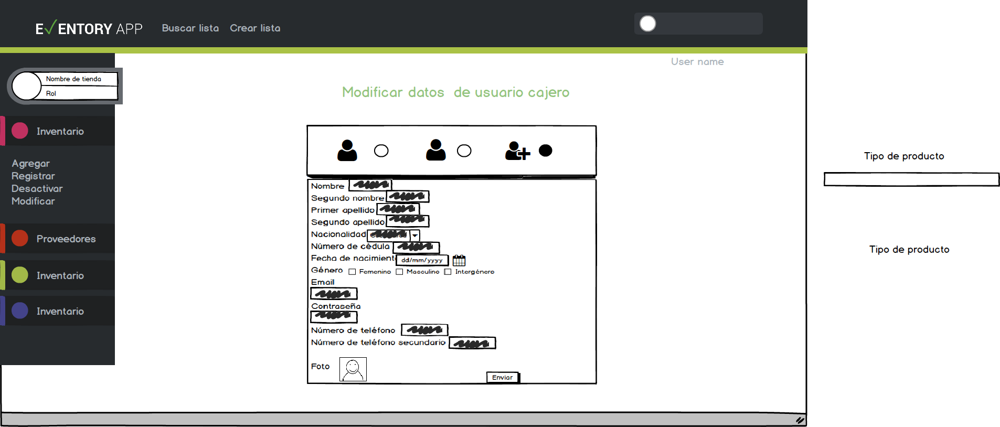 E✓ENTORY APP
Buscar lista Crear lista
User name
Nombre de tienda
Rol
Inventario
Agregar
Registrar
Desactivar
Modificar
Proveedores
Inventario
Inventario
Modificar datos de usuario cajero
Nombre
Segundo nombre
Primer apellido
Segundo apellido
Nacionalidad
Número de cédula
Fecha de nacimiento dd/mm/yyyy
Género Femenino Masculino Intergénero
Email
Contraseña
Número de teléfono
Número de teléfono secundario
Foto
Enviar
Tipo de producto
Tipo de producto